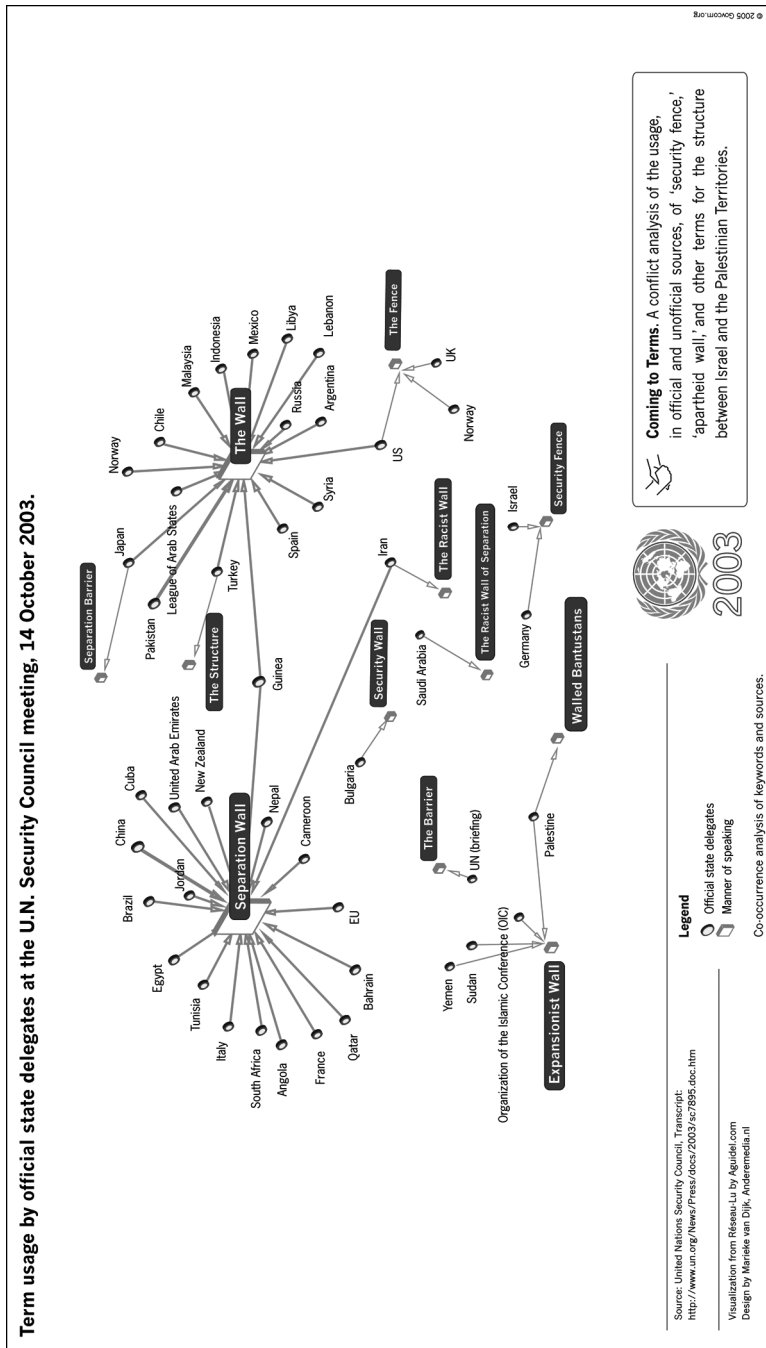 Term usage by official state delegates at the U.N. Security Council meeting, 14 October 2003.
Separation Barrier
Japan
Norway
Chile
Malaysia
Indonesia
Mexico
Libya
Lebanon
The Wall
Russia
Argentina
League of Arab States
Pakistan
Turkey
Syria
Spain
The Structure
Guinea
US
The Fence
UK
Norway
Brazil
China
Cuba
United Arab Emirates
New Zealand
Jordan
Egypt
Tunisia
Italy
South Africa
Angola
France
Qatar
Bahrain
EU
Cameroon
Nepal
Separation Wall
Iran
The Racist Wall
Security Wall
Bulgaria
Saudi Arabia
The Racist Wall of Separation
Israel
Security Fence
Germany
The Barrier
UN (briefing)
Walled Bantustans
Palestine
Yemen
Sudan
Organization of the Islamic Conference (OIC)
Expansionist Wall
Source: United Nations Security Council, Transcript:
http://www.un.org/News/Press/docs/2003/sc7895.doc.htm
Visualization from Réseau-Lu by Aguidel.com
Design by Marieke van Dijk, Anderemedia.nl
Legend
Official state delegates
Manner of speaking
Co-occurrence analysis of keywords and sources.
2003
Coming to Terms. A conflict analysis of the usage,
in official and unofficial sources, of 'security fence,'
'apartheid wall,' and other terms for the structure
between Israel and the Palestinian Territories.
© 2005 Govcom.org